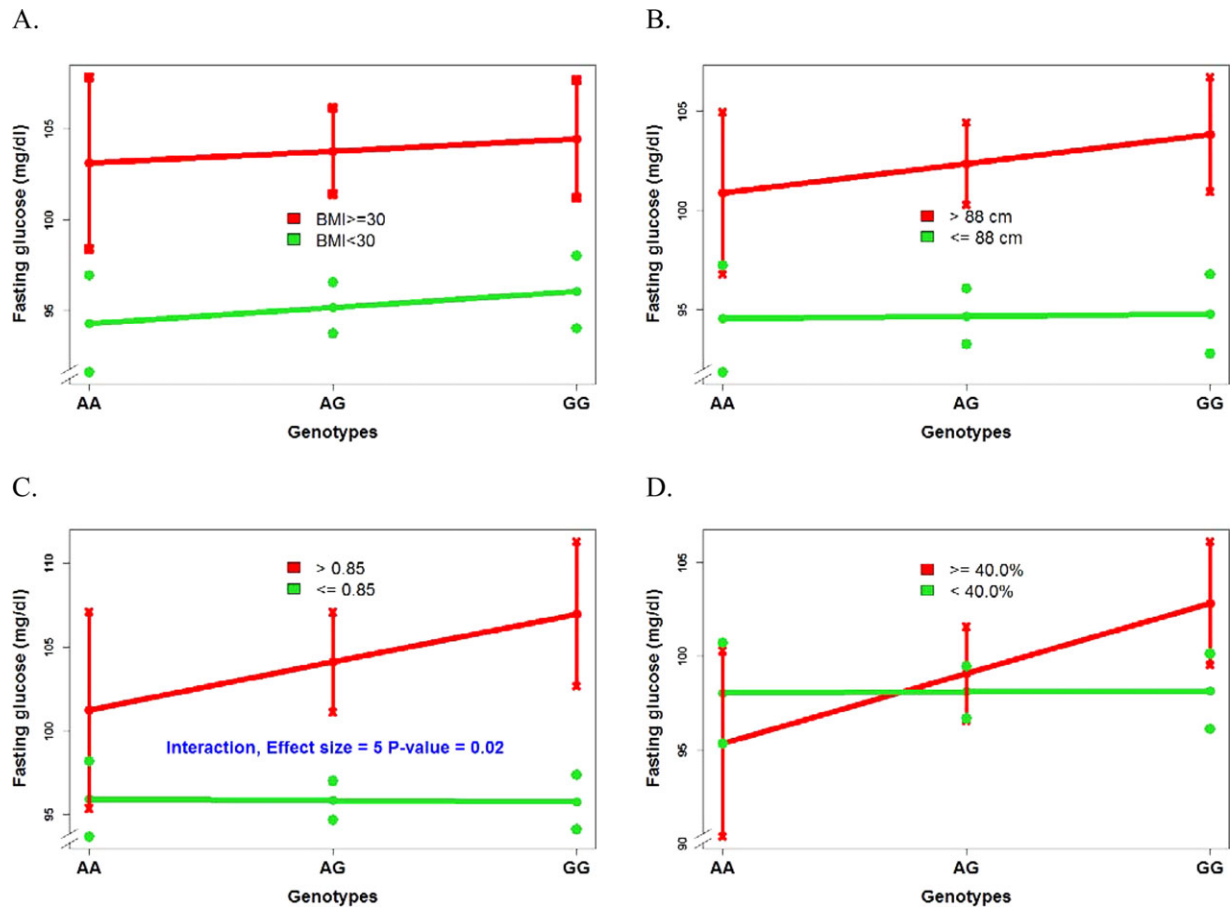 A.
Fasting glucose (mg/dl)
105
100
95
BMI>=30
BMI<30
AA AG GG
Genotypes
B.
Fasting glucose (mg/dl)
105
100
95
> 88 cm
<= 88 cm
AA AG GG
Genotypes
C.
Fasting glucose (mg/dl)
110
105
100
95
> 0.85
<= 0.85
Interaction, Effect size = 5 P-value = 0.02
AA AG GG
Genotypes
D.
Fasting glucose (mg/dl)
105
100
95
90
>= 40.0%
< 40.0%
AA AG GG
Genotypes